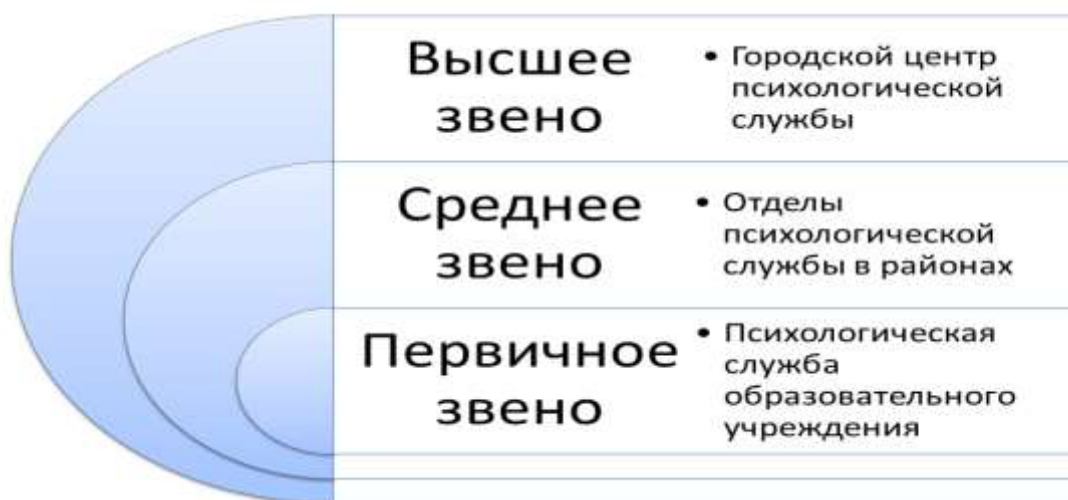 Высшее
звено
• Городской центр
психологической
службы
Среднее
звено
• Отделы
психологической
службы в районах
Первичное
звено
• Психологическая
служба
образовательного
учреждения